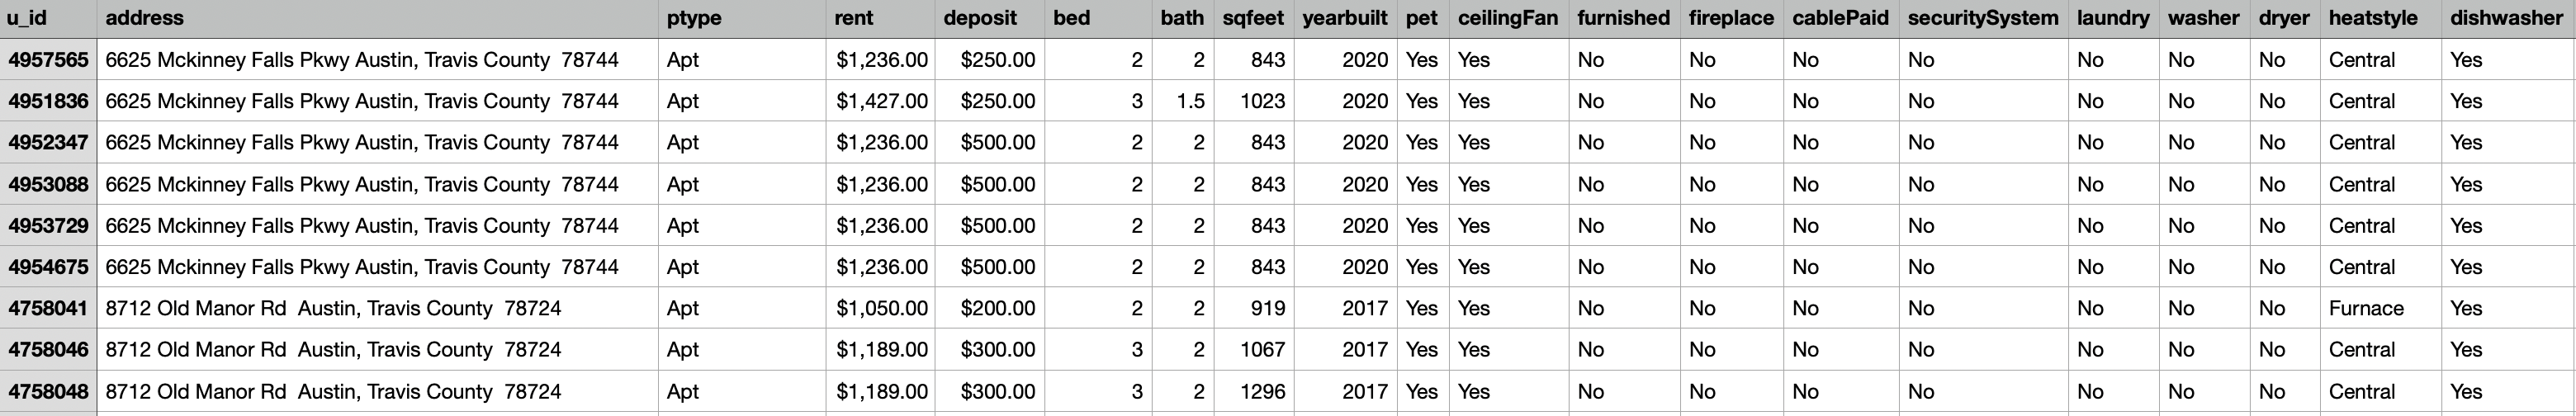 u_id address ptype rent deposit bed bath sqfeet yearbuilt pet ceilingFan furnished fireplace cablePaid securitySystem laundry washer dryer heatstyle dishwasher
4957565 6625 Mckinney Falls Pkwy Austin, Travis County  78744 Apt $1,236.00 $250.00 2 2 843 2020 Yes Yes No No No No No No No Central Yes
4951836 6625 Mckinney Falls Pkwy Austin, Travis County  78744 Apt $1,427.00 $250.00 3 1.5 1023 2020 Yes Yes No No No No No No No Central Yes
4952347 6625 Mckinney Falls Pkwy Austin, Travis County  78744 Apt $1,236.00 $500.00 2 2 843 2020 Yes Yes No No No No No No No Central Yes
4953088 6625 Mckinney Falls Pkwy Austin, Travis County  78744 Apt $1,236.00 $500.00 2 2 843 2020 Yes Yes No No No No No No No Central Yes
4953729 6625 Mckinney Falls Pkwy Austin, Travis County  78744 Apt $1,236.00 $500.00 2 2 843 2020 Yes Yes No No No No No No No Central Yes
4954675 6625 Mckinney Falls Pkwy Austin, Travis County  78744 Apt $1,236.00 $500.00 2 2 843 2020 Yes Yes No No No No No No No Central Yes
4758041 8712 Old Manor Rd  Austin, Travis County  78724 Apt $1,050.00 $200.00 2 2 919 2017 Yes Yes No No No No No No No Furnace Yes
4758046 8712 Old Manor Rd  Austin, Travis County  78724 Apt $1,189.00 $300.00 3 2 1067 2017 Yes Yes No No No No No No No Central Yes
4758048 8712 Old Manor Rd  Austin, Travis County  78724 Apt $1,189.00 $300.00 3 2 1296 2017 Yes Yes No No No No No No No Central Yes